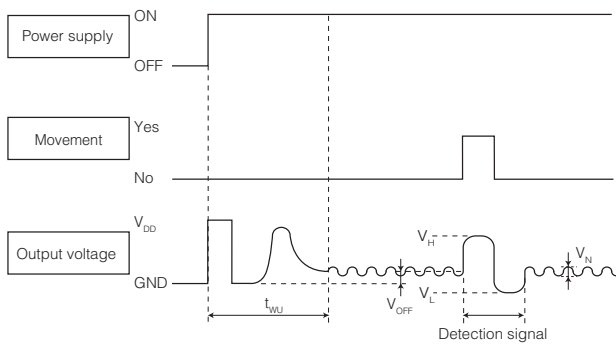 Power supply
ON
OFF
Movement
Yes
No
Output voltage
V_DD
GND
V_H
V_L
V_N
t_WU
V_OFF
Detection signal